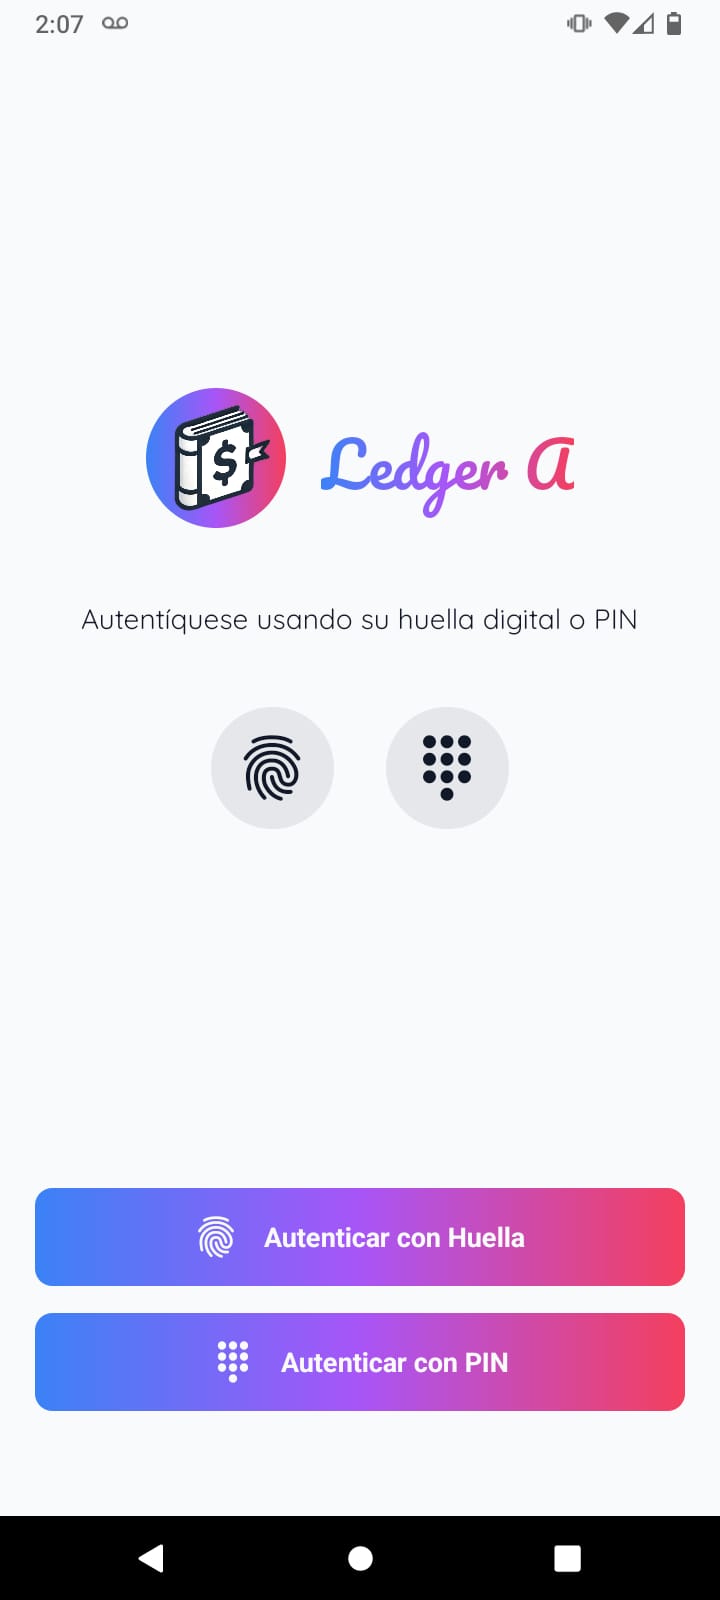 2:07
$
Ledger A
Autentíquese usando su huella digital o PIN
Autenticar con Huella
Autenticar con PIN